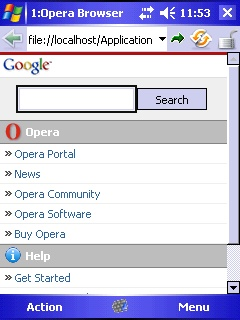 1:Opera Browser 11:53
file://localhost/Application
Google
Search
Opera
» Opera Portal
» News
» Opera Community
» Opera Software
» Buy Opera
Help
» Get Started
Action Menu